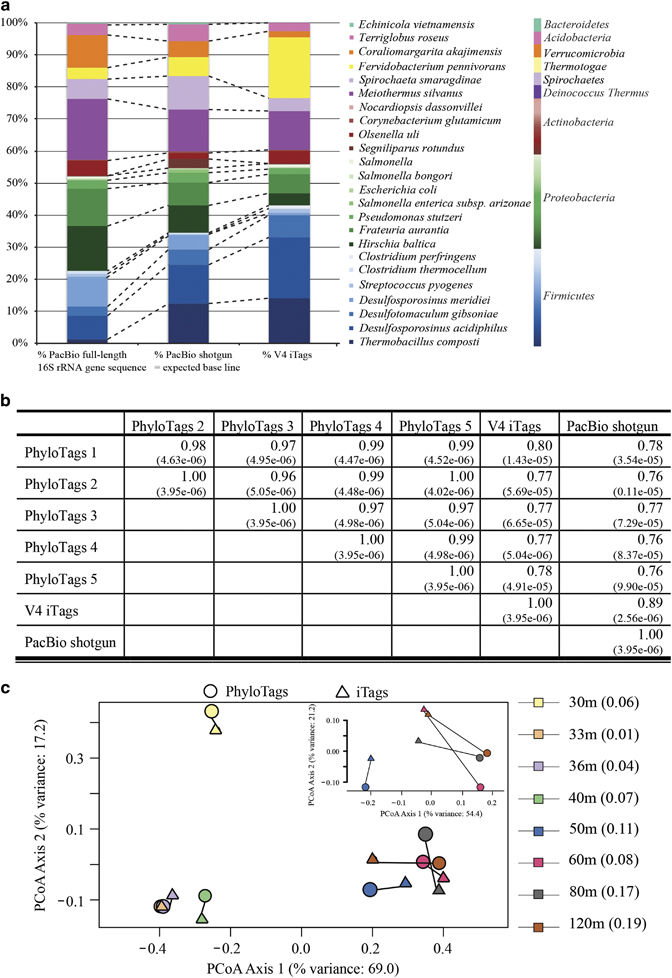 a
100%
90%
80%
70%
60%
50%
40%
30%
20%
10%
0%
% PacBio full-length 16S rRNA gene sequence
% PacBio shotgun
expected base line
% V4 iTags
Echinicola vietnamensis
Terriglobus roseus
Coraliomargarita akajimensis
Fervidobacterium pennivorans
Spirochaeta smaragdinae
Meiothermus silvanus
Nocardiopsis dassonvillei
Corynebacterium glutamicum
Olsenella uli
Segniliparus rotundus
Salmonella
Salmonella bongori
Escherichia coli
Salmonella enterica subsp. arizonae
Pseudomonas stutzeri
Frateuria aurantia
Hirschia baltica
Clostridium perfringens
Clostridium thermocellum
Streptococcus pyogenes
Desulfosporosinus meridiei
Desulfotomaculum gibsoniae
Desulfosporosinus acidiphilus
Thermobacillus composti
Bacteroidetes
Acidobacteria
Verrucomicrobia
Thermotogae
Spirochaetes
Deinococcus Thermus
Actinobacteria
Proteobacteria
Firmicutes
b
PhyloTags 2 PhyloTags 3 PhyloTags 4 PhyloTags 5 V4 iTags PacBio shotgun
PhyloTags 1 0.98 0.97 0.99 0.99 0.80 0.78
(4.63e-06) (4.95e-06) (4.47e-06) (4.52e-06) (1.43e-05) (3.54e-05)
PhyloTags 2 1.00 0.96 0.99 1.00 0.77 0.76
(3.95e-06) (5.05e-06) (4.48e-06) (4.02e-06) (5.69e-05) (0.11e-05)
PhyloTags 3 1.00 0.97 0.97 0.77 0.77
(3.95e-06) (4.98e-06) (5.04e-06) (6.65e-05) (7.29e-05)
PhyloTags 4 1.00 0.99 0.77 0.76
(3.95e-06) (4.98e-06) (5.04e-06) (8.37e-05)
PhyloTags 5 1.00 0.78 0.76
(3.95e-06) (4.91e-05) (9.90e-05)
V4 iTags 1.00 0.89
(3.95e-06) (2.56e-06)
PacBio shotgun 1.00
(3.95e-06)
c
PhyloTags iTags
PCoA Axis 2 (% variance: 17.2)
0.3
0.1
−0.1
−0.4 −0.2 0.0 0.2 0.4
PCoA Axis 1 (% variance: 69.0)
PCoA Axis 2 (% variance: 21.2)
0.10
0.00
−0.10
−0.2 −0.1 0.0 0.1 0.2
PCoA Axis 1 (% variance: 54.4)
30m (0.06)
33m (0.01)
36m (0.04)
40m (0.07)
50m (0.11)
60m (0.08)
80m (0.17)
120m (0.19)